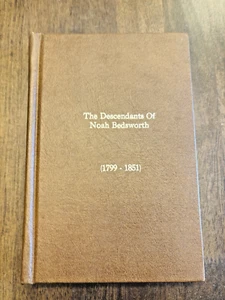 The Descendants Of
Noah Bedsworth
(1799 - 1851)